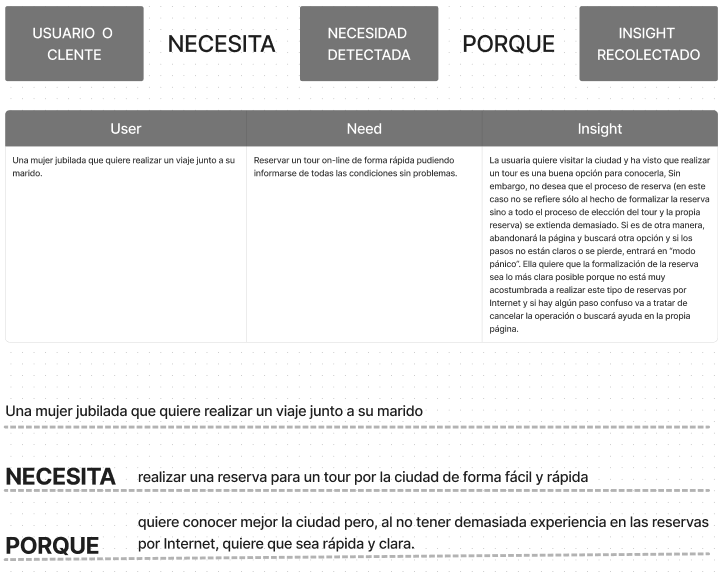 USUARIO O
CLENTE
NECESITA
NECESIDAD
DETECTADA
PORQUE
INSIGHT
RECOLECTADO
User
Need
Insight
Una mujer jubilada que quiere realizar un viaje junto a su
marido.
Reservar un tour on-line de forma rápida pudiendo
informarse de todas las condiciones sin problemas.
La usuaria quiere visitar la ciudad y ha visto que realizar
un tour es una buena opción para conocerla, Sin
embargo, no desea que el proceso de reserva (en este
caso no se refiere sólo al hecho de formalizar la reserva
sino a todo el proceso de elección del tour y la propia
reserva) se extienda demasiado. Si es de otra manera,
abandonará la página y buscará otra opción y si los
pasos no están claros o se pierde, entrará en "modo
pánico". Ella quiere que la formalización de la reserva
sea lo más clara posible porque no está muy
acostumbrada a realizar este tipo de reservas por
Internet y si hay algún paso confuso va a tratar de
cancelar la operación o buscará ayuda en la propia
página.
Una mujer jubilada que quiere realizar un viaje junto a su marido
NECESITA realizar una reserva para un tour por la ciudad de forma fácil y rápida
quiere conocer mejor la ciudad pero, al no tener demasiada experiencia en las reservas
PORQUE por Internet, quiere que sea rápida y clara.